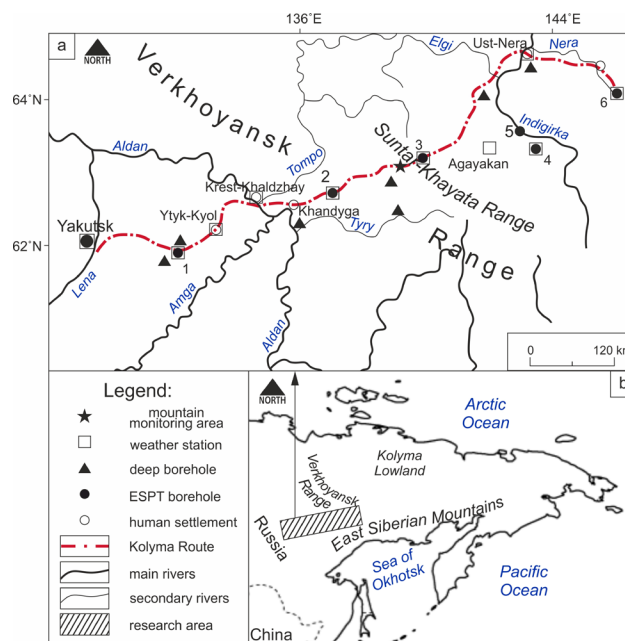 136°E
144°E
a
NORTH
Verkhoyansk
Range
Elgi
Ust-Nera
Nera
64°N
6
Indigirka
5
4
Aldan
Tompo
Suntar-Khayata Range
3
Agayakan
Krest-Khaldzhay
2
Ytyk-Kyol
Khandyga
Tyry
Yakutsk
62°N
1
Lena
Amga
Aldan
0 120 km
Legend:
mountain
monitoring area
weather station
deep borehole
ESPT borehole
human settlement
Kolyma Route
main rivers
secondary rivers
research area
b
NORTH
Arctic
Ocean
Kolyma
Lowland
Verkhoyansk
Range
East Siberian Mountains
Russia
Sea of
Okhotsk
Pacific
Ocean
China